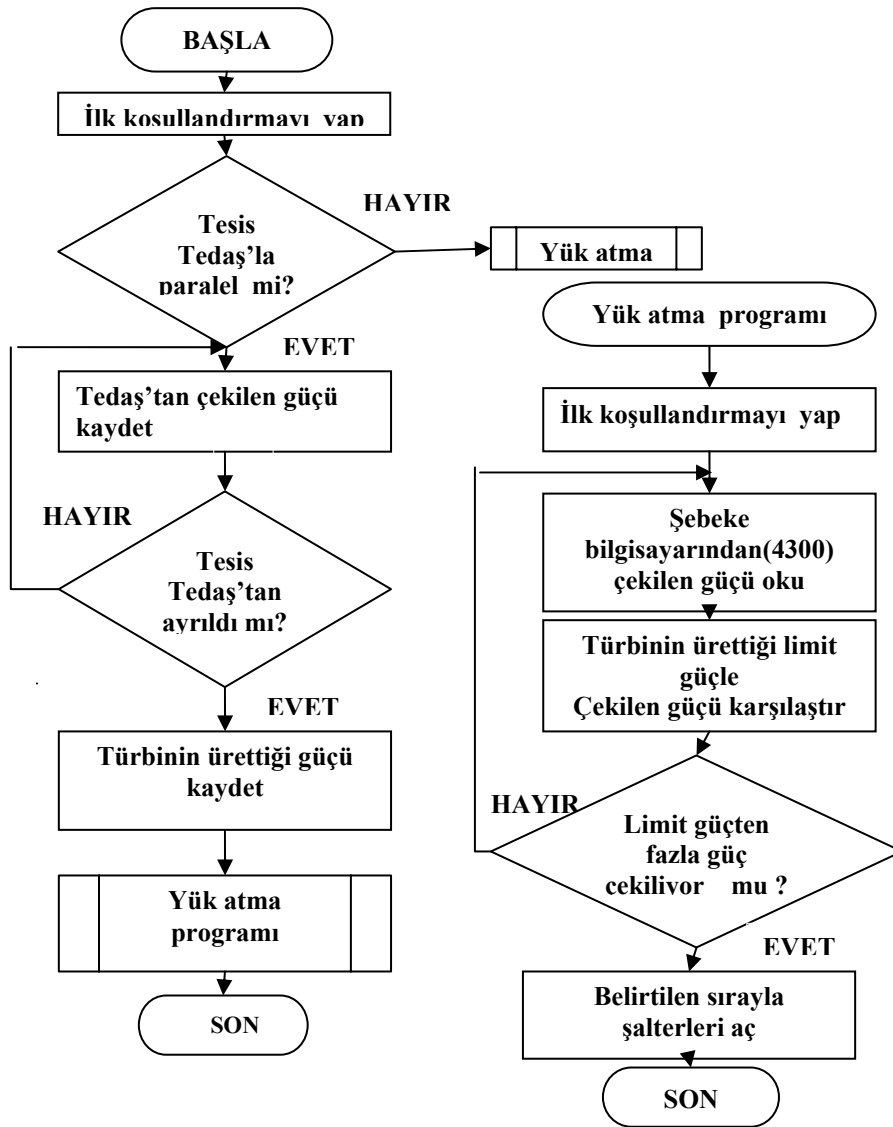 BAŞLA
İlk koşullandırmayı yap
Tesis
Tedaş’la
paralel mi?
HAYIR
Yük atma
EVET
Tedaş’tan çekilen güçü
kaydet
HAYIR
Tesis
Tedaş’tan
ayrıldı mı?
EVET
Türbinin ürettiği güçü
kaydet
Yük atma
programı
SON
Yük atma programı
İlk koşullandırmayı yap
Şebeke
bilgisayarından(4300)
çekilen güçü oku
Türbinin ürettiği limit
güçle
Çekilen güçü karşılaştır
HAYIR
Limit güçten
fazla güç
çekiliyor mu ?
EVET
Belirtilen sırayla
şalterleri aç
SON